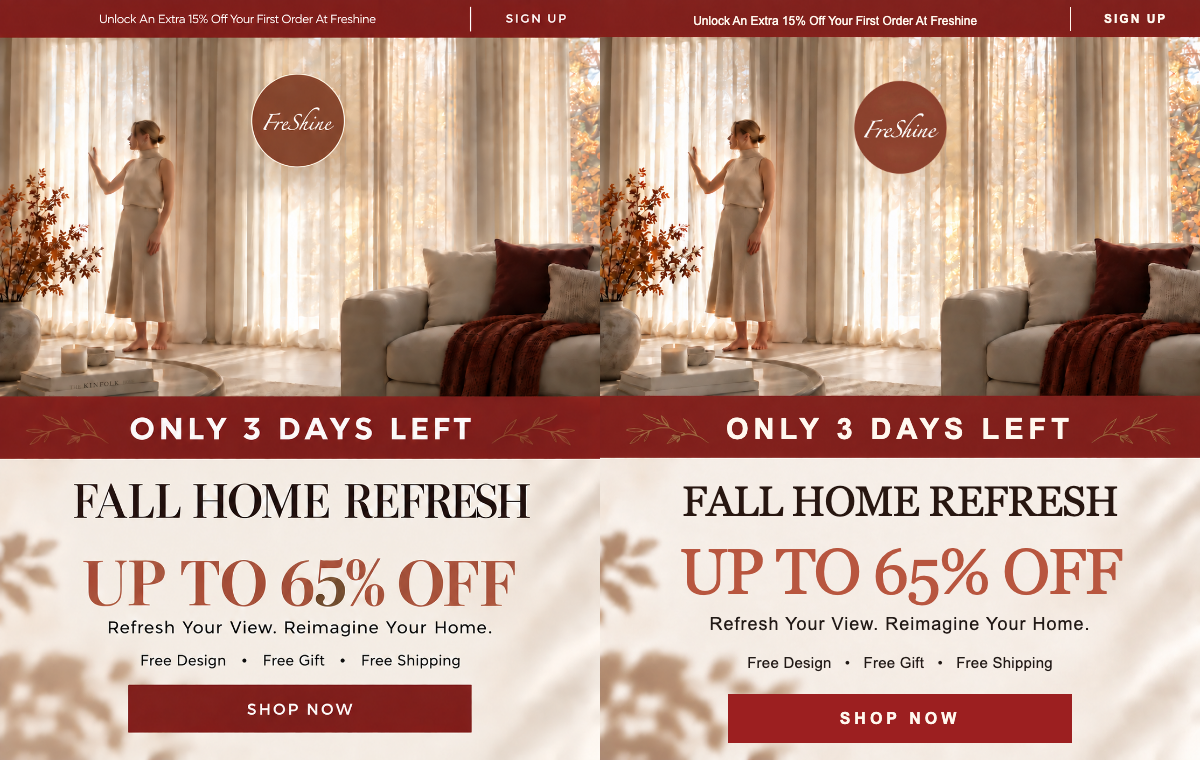 Unlock An Extra 15% Off Your First Order At Freshine
SIGN UP
FreShine
THE KINFOLK
ONLY 3 DAYS LEFT
FALL HOME REFRESH
UP TO 65% OFF
Refresh Your View. Reimagine Your Home.
Free Design • Free Gift • Free Shipping
SHOP NOW
Unlock An Extra 15% Off Your First Order At Freshine
SIGN UP
FreShine
ONLY 3 DAYS LEFT
FALL HOME REFRESH
UP TO 65% OFF
Refresh Your View. Reimagine Your Home.
Free Design • Free Gift • Free Shipping
SHOP NOW